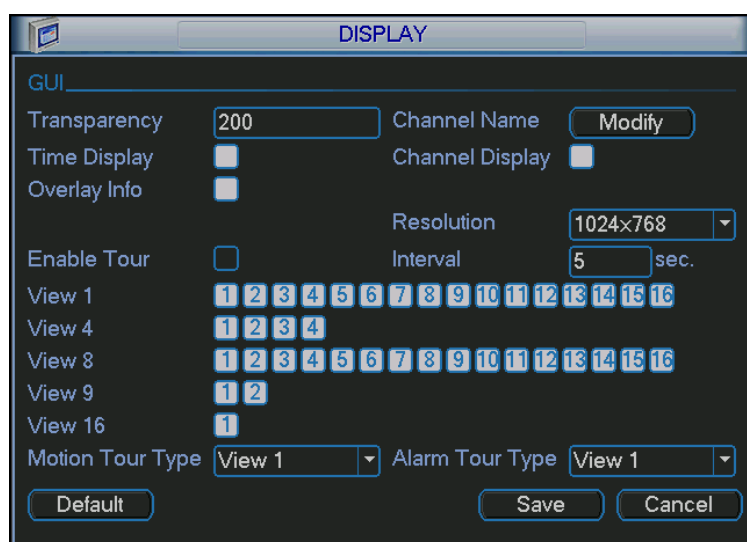 DISPLAY
GUI
Transparency 200 Channel Name Modify
Time Display Channel Display
Overlay Info
Resolution 1024×768
Enable Tour Interval 5 sec.
View 1 1 2 3 4 5 6 7 8 9 10 11 12 13 14 15 16
View 4 1 2 3 4
View 8 1 2 3 4 5 6 7 8 9 10 11 12 13 14 15 16
View 9 1 2
View 16 1
Motion Tour Type View 1 Alarm Tour Type View 1
Default Save Cancel